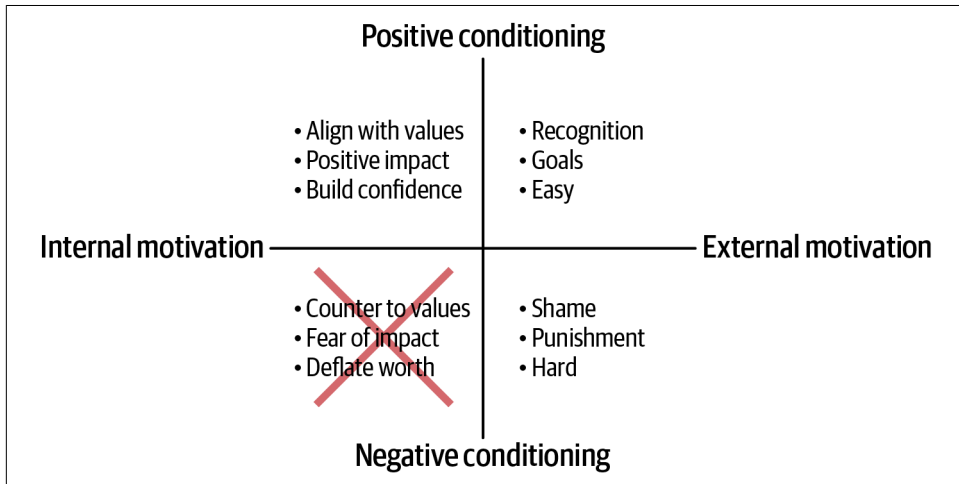 Positive conditioning
• Align with values
• Positive impact
• Build confidence
• Recognition
• Goals
• Easy
Internal motivation
External motivation
• Counter to values
• Fear of impact
• Deflate worth
• Shame
• Punishment
• Hard
Negative conditioning